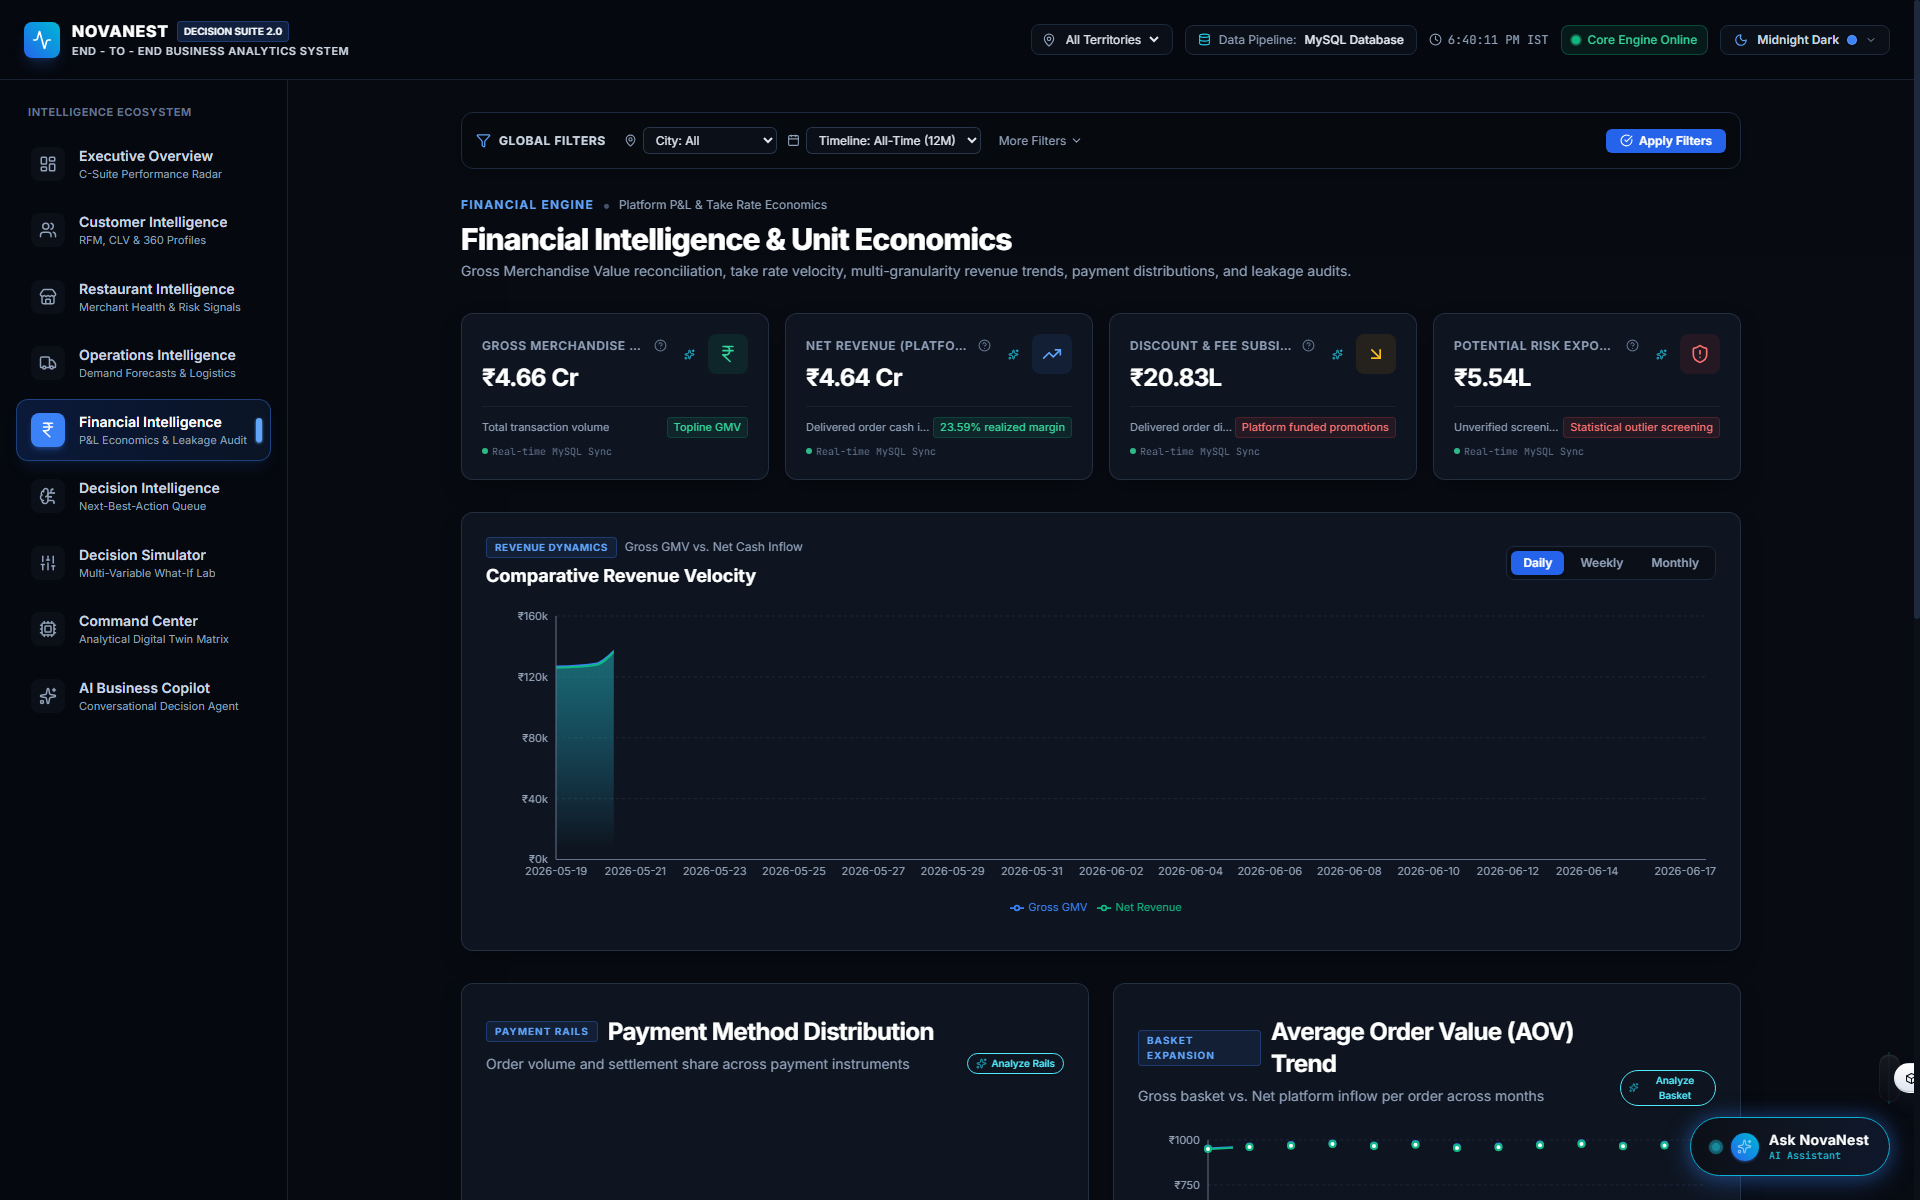 NOVANEST DECISION SUITE 2.0
END - TO - END BUSINESS ANALYTICS SYSTEM
All Territories
Data Pipeline: MySQL Database
6:40:11 PM IST
Core Engine Online
Midnight Dark
INTELLIGENCE ECOSYSTEM
Executive Overview
C-Suite Performance Radar
Customer Intelligence
RFM, CLV & 360 Profiles
Restaurant Intelligence
Merchant Health & Risk Signals
Operations Intelligence
Demand Forecasts & Logistics
Financial Intelligence
P&L Economics & Leakage Audit
Decision Intelligence
Next-Best-Action Queue
Decision Simulator
Multi-Variable What-If Lab
Command Center
Analytical Digital Twin Matrix
AI Business Copilot
Conversational Decision Agent
GLOBAL FILTERS
City: All
Timeline: All-Time (12M)
More Filters
Apply Filters
FINANCIAL ENGINE • Platform P&L & Take Rate Economics
Financial Intelligence & Unit Economics
Gross Merchandise Value reconciliation, take rate velocity, multi-granularity revenue trends, payment distributions, and leakage audits.
GROSS MERCHANDISE ...
₹4.66 Cr
Total transaction volume
Topline GMV
Real-time MySQL Sync
NET REVENUE (PLATFO...
₹4.64 Cr
Delivered order cash i...
23.59% realized margin
Real-time MySQL Sync
DISCOUNT & FEE SUBSI...
₹20.83L
Delivered order di...
Platform funded promotions
Real-time MySQL Sync
POTENTIAL RISK EXPO...
₹5.54L
Unverified screeni...
Statistical outlier screening
Real-time MySQL Sync
REVENUE DYNAMICS Gross GMV vs. Net Cash Inflow
Comparative Revenue Velocity
Daily Weekly Monthly
₹160k
₹120k
₹80k
₹40k
₹0k
2026-05-19 2026-05-21 2026-05-23 2026-05-25 2026-05-27 2026-05-29 2026-05-31 2026-06-02 2026-06-04 2026-06-06 2026-06-08 2026-06-10 2026-06-12 2026-06-14 2026-06-17
Gross GMV Net Revenue
PAYMENT RAILS Payment Method Distribution
Order volume and settlement share across payment instruments
Analyze Rails
BASKET
EXPANSION
Average Order Value (AOV)
Trend
Gross basket vs. Net platform inflow per order across months
Analyze
Basket
₹1000
₹750
Ask NovaNest
AI Assistant